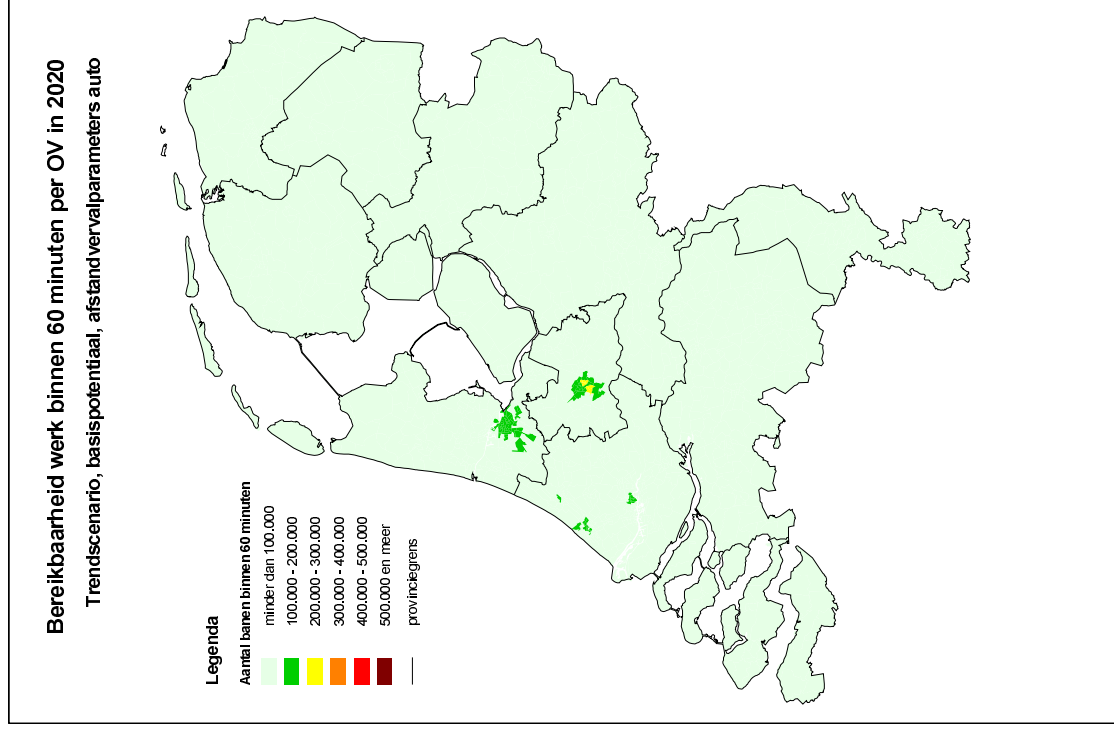 Bereikbaarheid werk binnen 60 minuten per OV in 2020
Trendscenario, basispotentiaal, afstandvervalparameters auto
Legenda
Aantal banen binnen 60 minuten
minder dan 100.000
100.000 - 200.000
200.000 - 300.000
300.000 - 400.000
400.000 - 500.000
500.000 en meer
provinciegrens